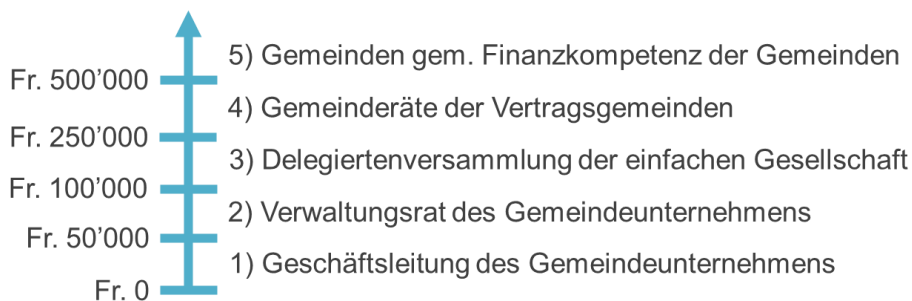 5) Gemeinden gem. Finanzkompetenz der Gemeinden
Fr. 500’000
4) Gemeinderäte der Vertragsgemeinden
Fr. 250’000
3) Delegiertenversammlung der einfachen Gesellschaft
Fr. 100’000
2) Verwaltungsrat des Gemeindeunternehmens
Fr. 50’000
1) Geschäftsleitung des Gemeindeunternehmens
Fr. 0